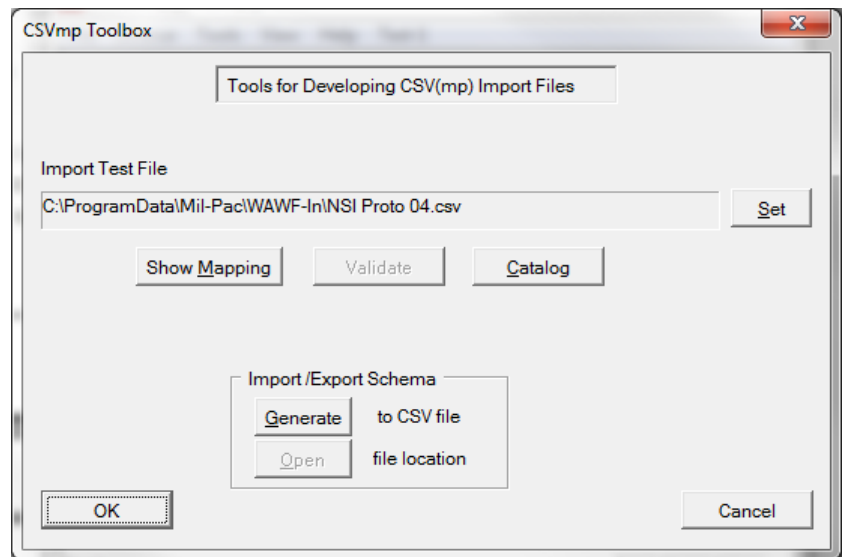 CSVmp Toolbox
Tools for Developing CSV(mp) Import Files
Import Test File
C:\ProgramData\Mil-Pac\WAWF-In\NSI Proto 04.csv
Set
Show Mapping Validate Catalog
Import /Export Schema
Generate to CSV file
Open file location
OK Cancel